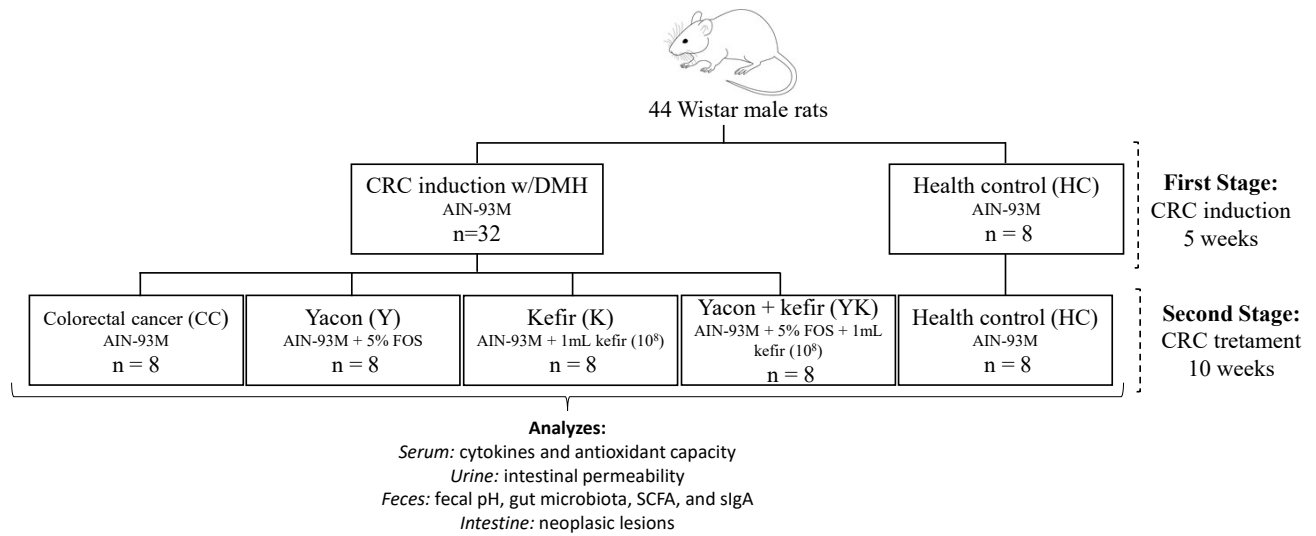 44 Wistar male rats
CRC induction w/DMH
AIN-93M
n=32
Health control (HC)
AIN-93M
n = 8
First Stage:
CRC induction
5 weeks
Colorectal cancer (CC)
AIN-93M
n = 8
Yacon (Y)
AIN-93M + 5% FOS
n = 8
Kefir (K)
AIN-93M + 1mL kefir (10⁸)
n = 8
Yacon + kefir (YK)
AIN-93M + 5% FOS + 1mL
kefir (10⁸)
n = 8
Health control (HC)
AIN-93M
n = 8
Second Stage:
CRC tretament
10 weeks
Analyzes:
Serum: cytokines and antioxidant capacity
Urine: intestinal permeability
Feces: fecal pH, gut microbiota, SCFA, and sIgA
Intestine: neoplasic lesions